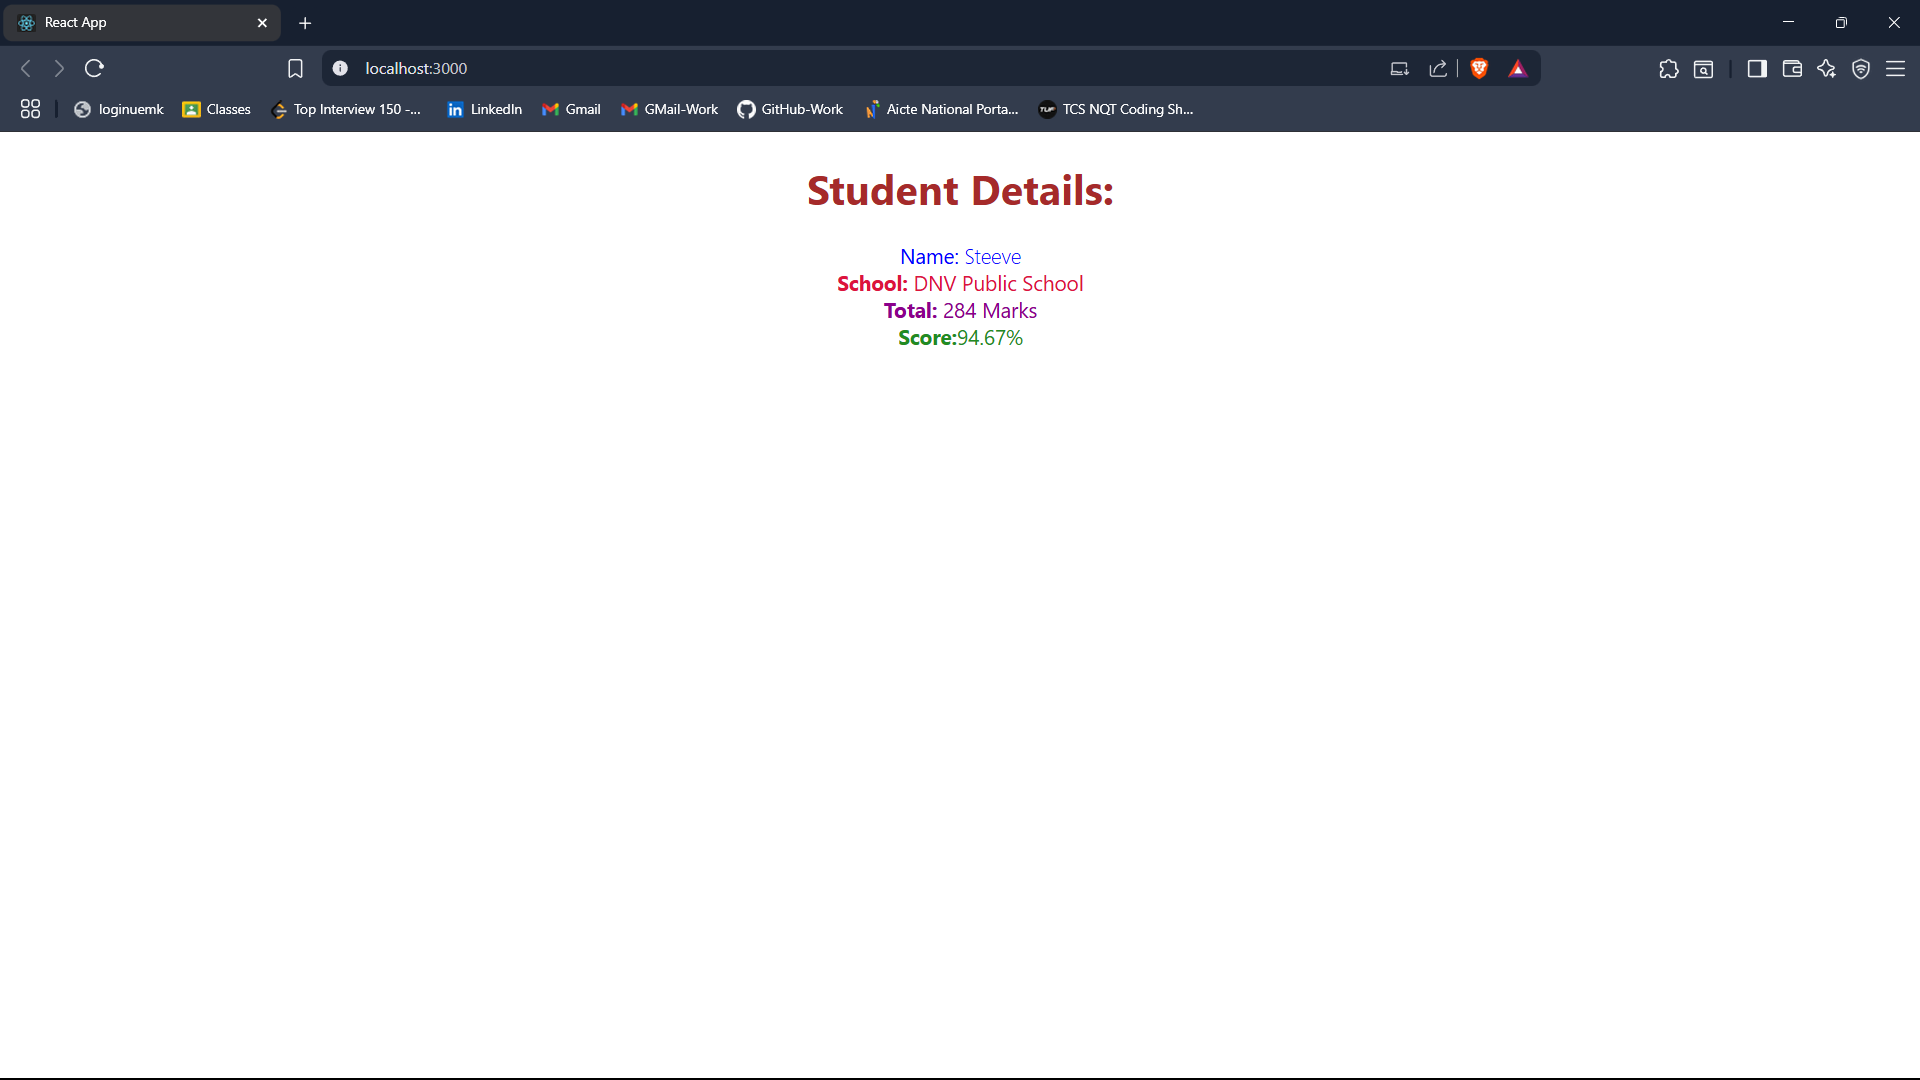 React App
localhost:3000
loginuemk Classes Top Interview 150 -... LinkedIn Gmail GMail-Work GitHub-Work Aicte National Porta... TUF TCS NQT Coding Sh...
Student Details:
Name: Steeve
School: DNV Public School
Total: 284 Marks
Score:94.67%